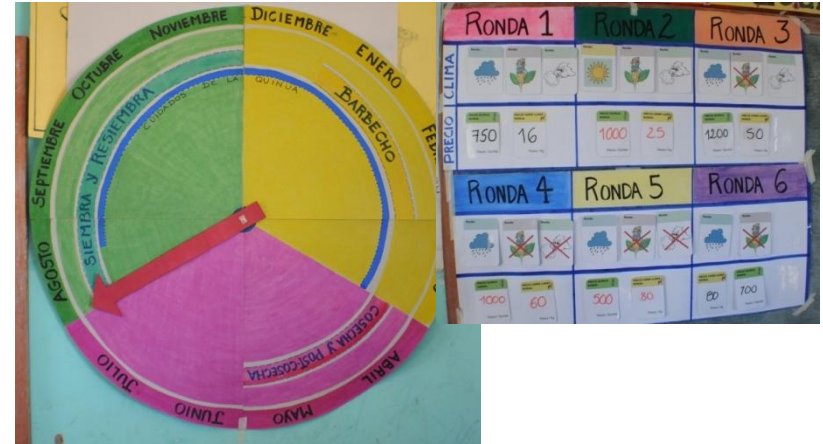 NOVIEMBRE
DICIEMBRE
ENERO
OCTUBRE
SEPTIEMBRE
AGOSTO
JULIO
JUNIO
MAYO
ABRIL
SIEMBRA Y RESIEMBRA
CUIDADOS DE LA QUINUA
BARBECHO
COSECHA Y POST-COSECHA
RONDA 1
RONDA 2
RONDA 3
CLIMA
PRECIO
750
16
1000
25
1200
50
RONDA 4
RONDA 5
RONDA 6
1000
60
500
80
80
700